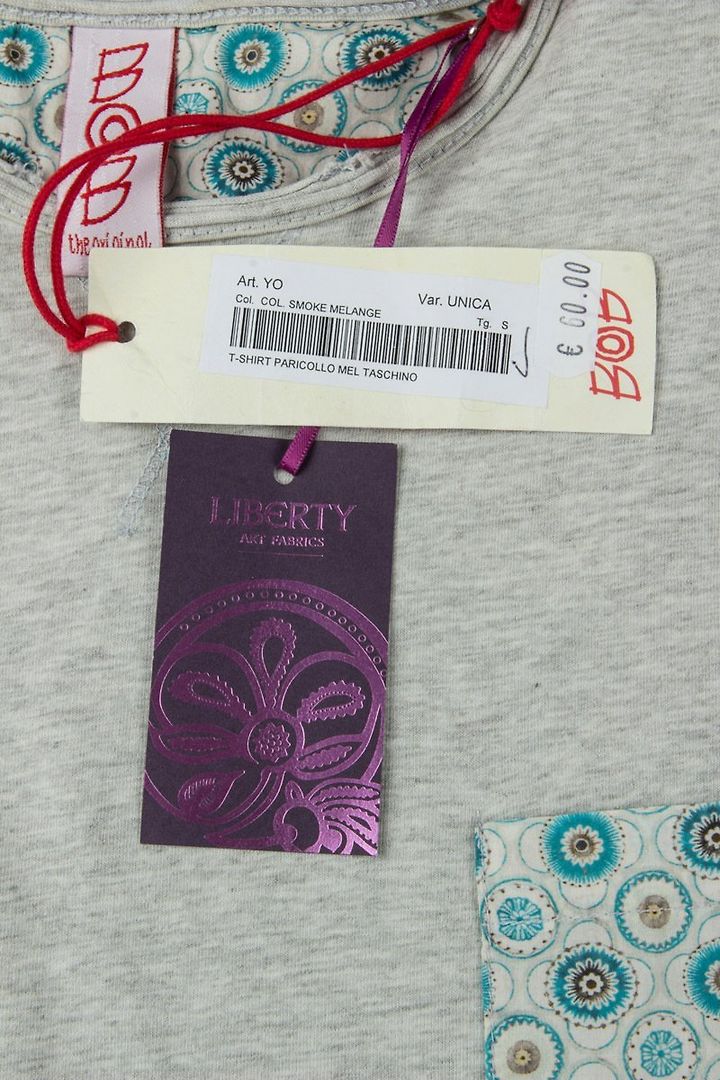 BOB
the original
Art. YO
Var. UNICA
Col. COL. SMOKE MELANGE
Tg. S
T-SHIRT PARICOLLO MEL TASCHINO
€ 60.00
BOB
LIBERTY
ART FABRICS